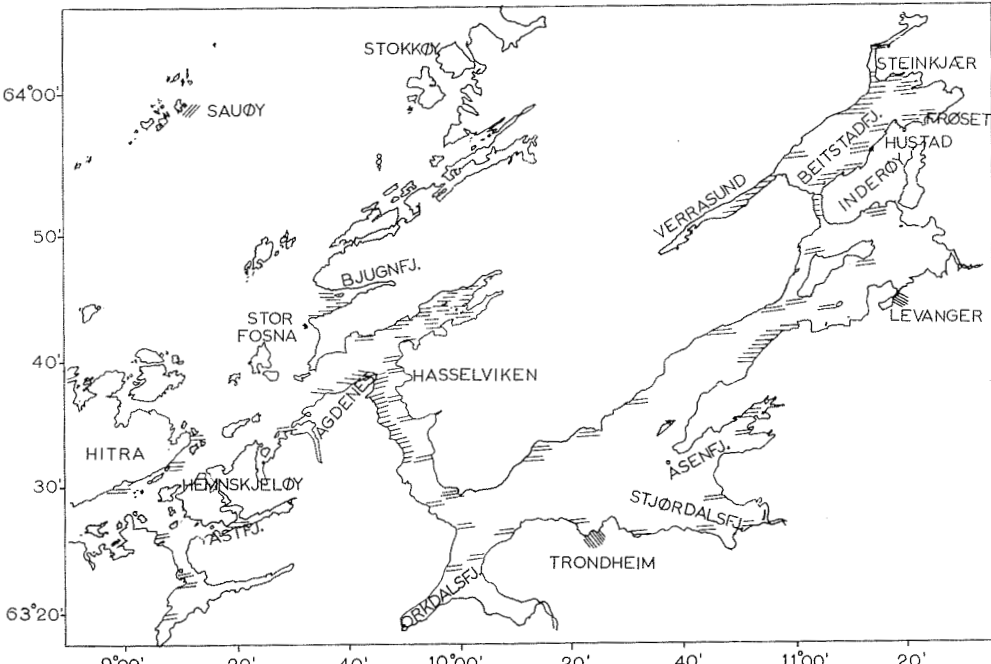 STOKKØY
STEINKJÆR
64°00'
SAUØY
FRØSET
BEITSTADFJ.
HUSTAD
INDERØY
VERRASUND
50'
BJUGNFJ.
STOR
FOSNA
LEVANGER
40'
HASSELVIKEN
AGDENES
HITRA
ÅSENFJ.
30'
HEMNSKJELØY
STJØRDALSFJ.
ÅSTFJ.
TRONDHEIM
ORKDALSFJ.
63°20'
9°00'
20'
40'
10°00'
20'
40'
11°00'
20'